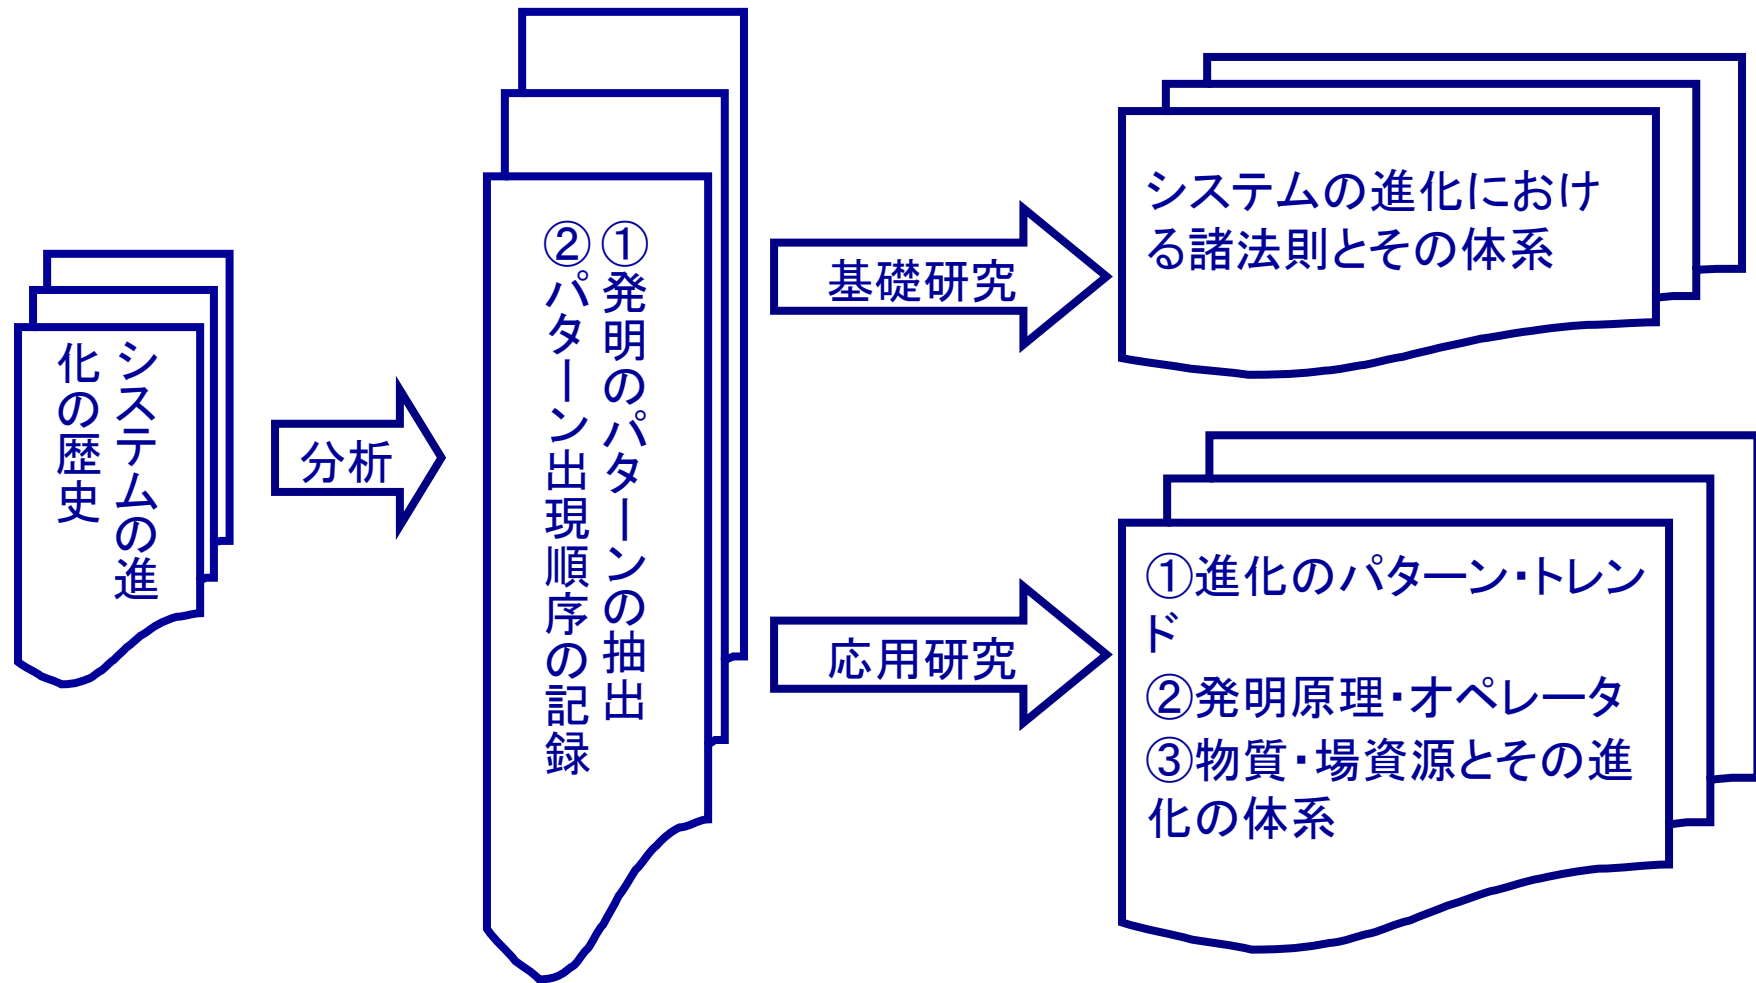 システムの進
化の歴史
分析
①発明のパターンの抽出
②パターン出現順序の記録
基礎研究
システムの進化におけ
る諸法則とその体系
応用研究
①進化のパターン・トレン
ド
②発明原理・オペレータ
③物質・場資源とその進
化の体系